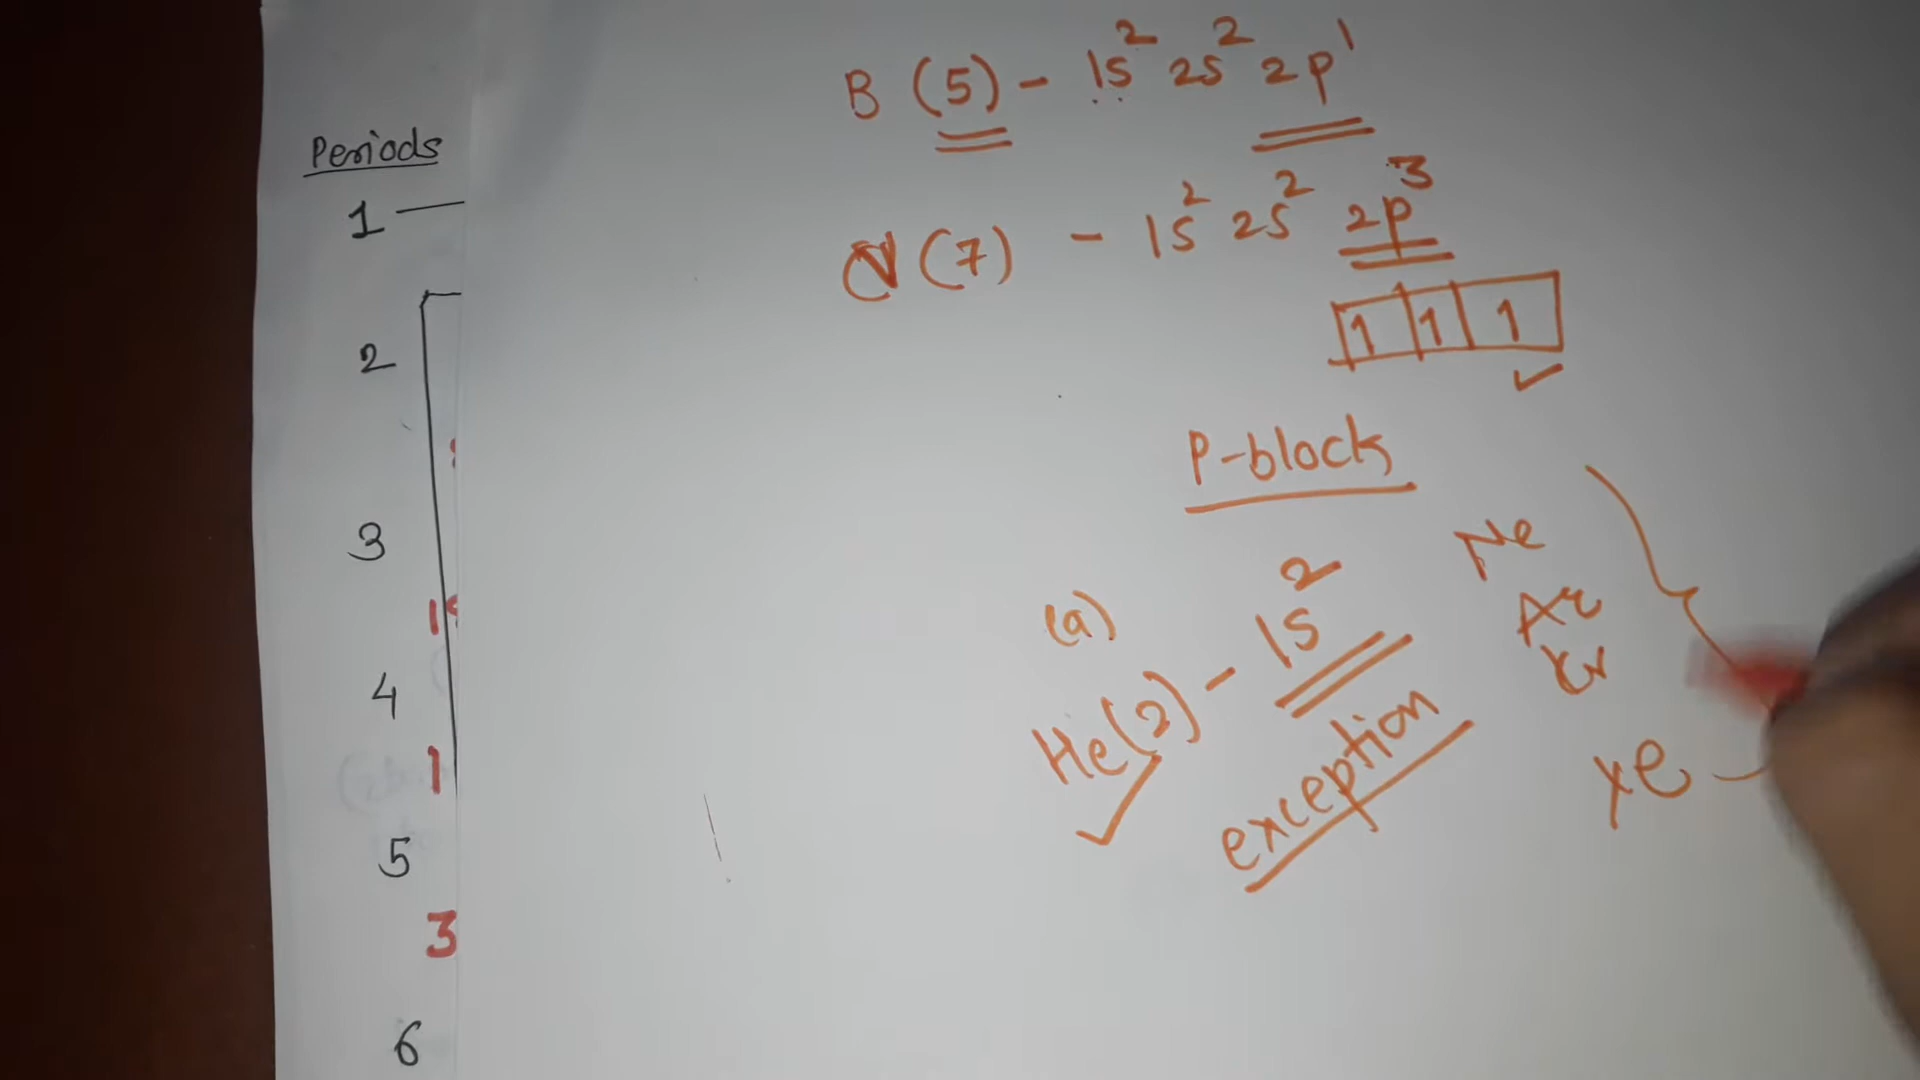 Periods
1
2
3
4
1
5
3
6
B (5) - 1s² 2s² 2p¹
N (7) - 1s² 2s² 2p³
1 1 1
P-block
(a)
He(2) - 1s²
exception
Ne
Ar
Kr
Xe